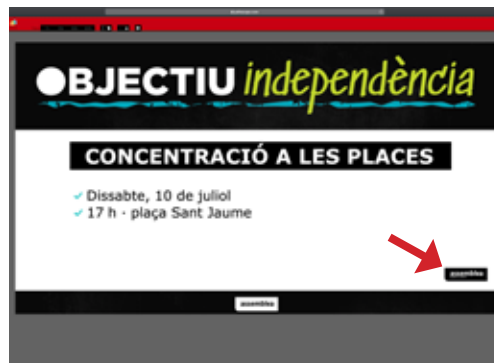 OBJECTIU independència
CONCENTRACIÓ A LES PLACES
Dissabte, 10 de juliol
17 h - plaça Sant Jaume
assemblea
assemblea